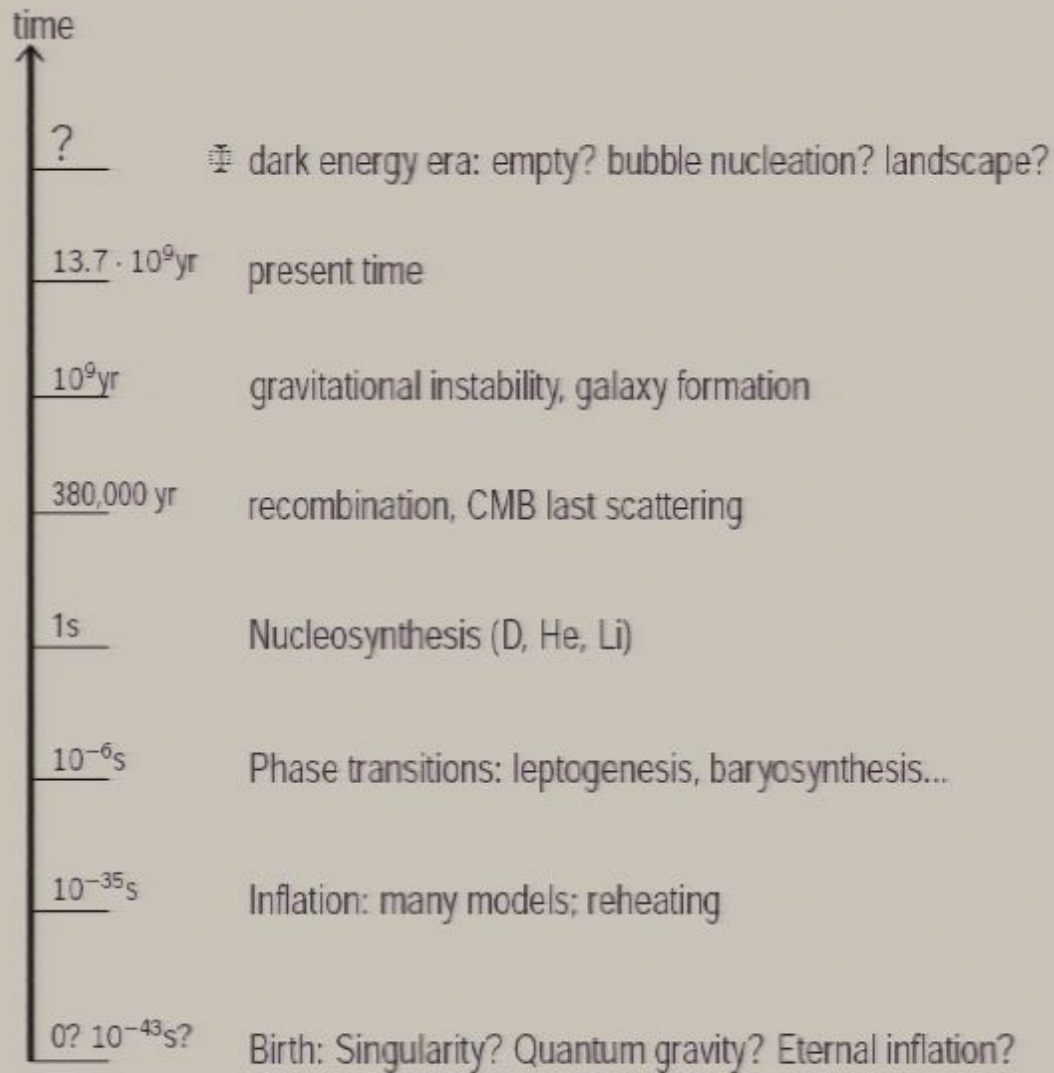 time
? dark energy era: empty? bubble nucleation? landscape?
13.7 · 10⁹yr present time
10⁹yr gravitational instability, galaxy formation
380,000 yr recombination, CMB last scattering
1s Nucleosynthesis (D, He, Li)
10⁻⁶s Phase transitions: leptogenesis, baryosynthesis...
10⁻³⁵s Inflation: many models; reheating
0? 10⁻⁴³s? Birth: Singularity? Quantum gravity? Eternal inflation?